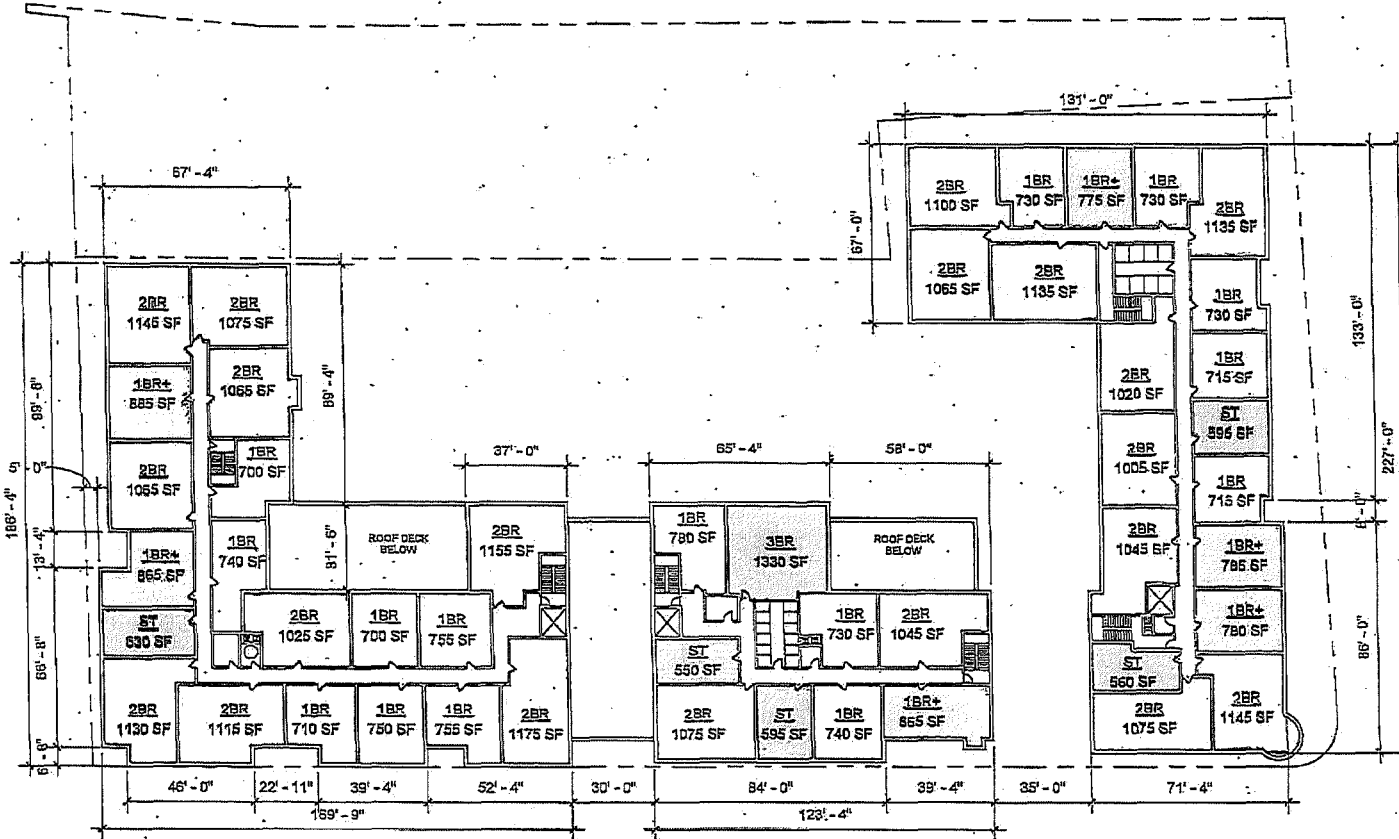 131'-0"
67'-4"
2BR
1100 SF
1BR
730 SF
1BR+
775 SF
1BR
730 SF
2BR
1135 SF
67'-0"
2BR
1065 SF
2BR
1135 SF
1BR
730 SF
133'-0"
227'-0"
2BR
1145 SF
2BR
1075 SF
1BR+
885 SF
2BR
1065 SF
89'-4"
99'-8"
186'-4"
2BR
1020 SF
1BR
715 SF
ST
595 SF
2BR
1065 SF
1BR
700 SF
37'-0"
65'-4"
58'-0"
2BR
1005 SF
1BR
715 SF
5'-0"
13'-4"
1BR+
865 SF
1BR
740 SF
81'-6"
ROOF DECK
BELOW
2BR
1155 SF
1BR
780 SF
3BR
1330 SF
ROOF DECK
BELOW
2BR
1045 SF
1BR+
785 SF
ST
630 SF
2BR
1025 SF
1BR
700 SF
1BR
755 SF
1BR
730 SF
2BR
1045 SF
1BR+
780 SF
86'-0"
66'-8"
ST
550 SF
ST
560 SF
2BR
1130 SF
2BR
1115 SF
1BR
710 SF
1BR
750 SF
1BR
755 SF
2BR
1175 SF
2BR
1075 SF
ST
595 SF
1BR
740 SF
1BR+
865 SF
2BR
1075 SF
2BR
1145 SF
46'-0"
22'-11"
39'-4"
52'-4"
30'-0"
84'-0"
39'-4"
35'-0"
71'-4"
169'-9"
123'-4"